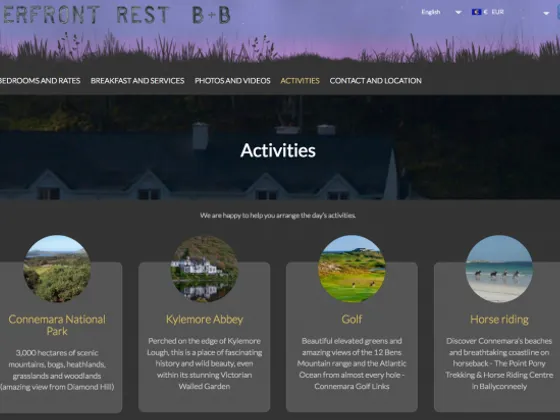 ERFRONT REST B+B
English € EUR
BEDROOMS AND RATES BREAKFAST AND SERVICES PHOTOS AND VIDEOS ACTIVITIES CONTACT AND LOCATION
Activities
We are happy to help you arrange the day's activities.
Connemara National
Park
3,000 hectares of scenic
mountains, bogs, heathlands,
grasslands and woodlands
(amazing view from Diamond Hill)
Kylemore Abbey
Perched on the edge of Kylemore
Lough, this is a place of fascinating
history and wild beauty, even
within its stunning Victorian
Walled Garden
Golf
Beautiful elevated greens and
amazing views of the 12 Bens
Mountain range and the Atlantic
Ocean from almost every hole -
Connemara Golf Links
Horse riding
Discover Connemara's beaches
and breathtaking coastline on
horseback - The Point Pony
Trekking & Horse Riding Centre
in Ballyconneely